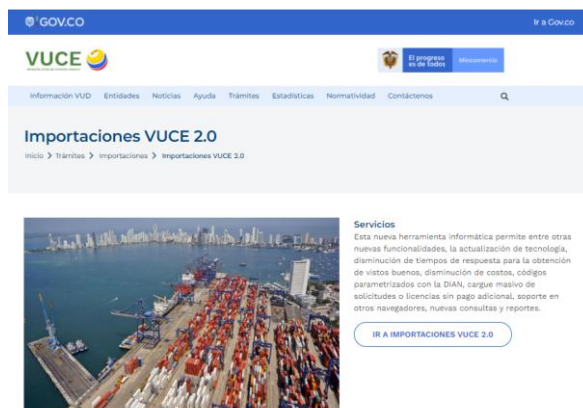 GOV.CO
Ir a Gov.co
VUCE
El progreso
es de todos
Mincomercio
Información VUD Entidades Noticias Ayuda Trámites Estadísticas Normatividad Contáctenos
Importaciones VUCE 2.0
Inicio > Trámites > Importaciones > Importaciones VUCE 2.0
Servicios
Esta nueva herramienta informática permite entre otras
nuevas funcionalidades, la actualización de tecnología,
disminución de tiempos de respuesta para la obtención
de vistos buenos, disminución de costos, códigos
parametrizados con la DIAN, cargue masivo de
solicitudes o licencias sin pago adicional, soporte en
otros navegadores, nuevas consultas y reportes.
IR A IMPORTACIONES VUCE 2.0